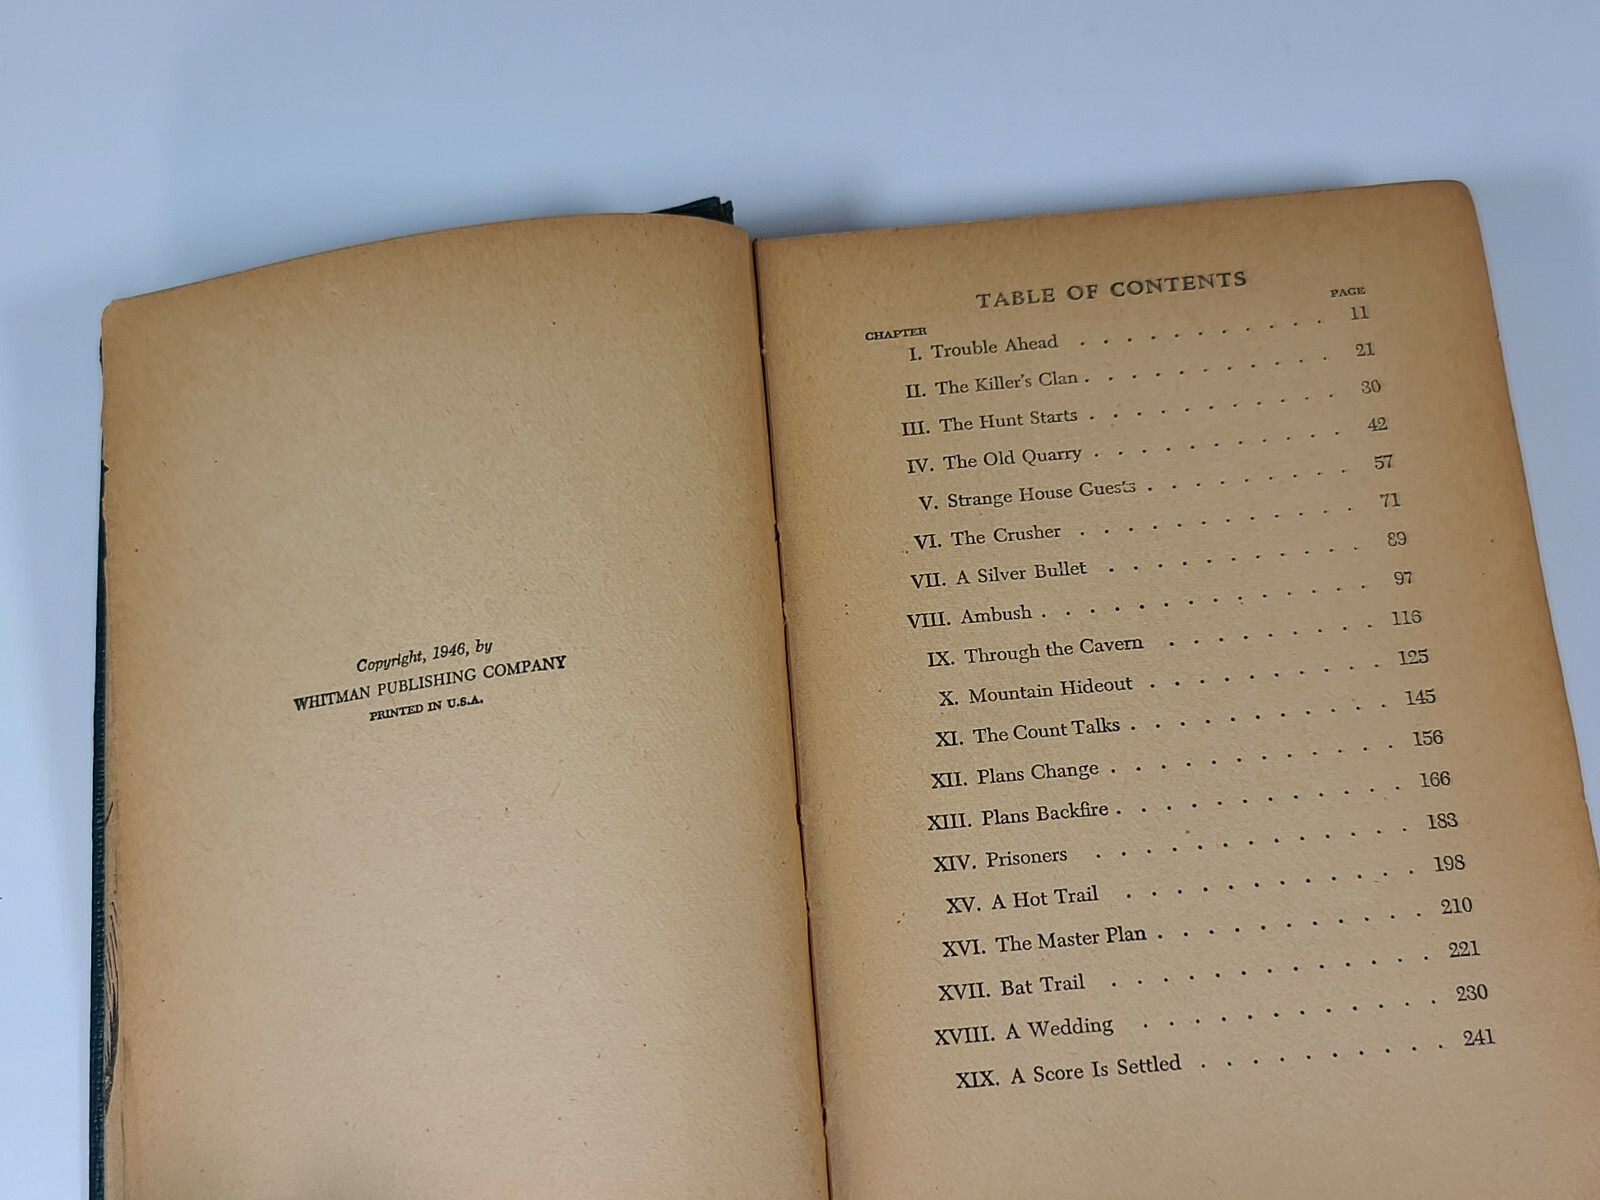 Copyright, 1946, by
WHITMAN PUBLISHING COMPANY
PRINTED IN U.S.A.
TABLE OF CONTENTS
CHAPTER PAGE
I. Trouble Ahead . . . . . . . . . . 11
II. The Killer's Clan . . . . . . . . . . 21
III. The Hunt Starts . . . . . . . . . . 30
IV. The Old Quarry . . . . . . . . . . 42
V. Strange House Guests . . . . . . . . 57
VI. The Crusher . . . . . . . . . . . 71
VII. A Silver Bullet . . . . . . . . . . 89
VIII. Ambush . . . . . . . . . . . . . 97
IX. Through the Cavern . . . . . . . . 116
X. Mountain Hideout . . . . . . . . . 125
XI. The Count Talks . . . . . . . . . . 145
XII. Plans Change . . . . . . . . . . . 156
XIII. Plans Backfire . . . . . . . . . . . 166
XIV. Prisoners . . . . . . . . . . . . 183
XV. A Hot Trail . . . . . . . . . . . 198
XVI. The Master Plan . . . . . . . . . . 210
XVII. Bat Trail . . . . . . . . . . . . 221
XVIII. A Wedding . . . . . . . . . . . 230
XIX. A Score Is Settled . . . . . . . . . 241